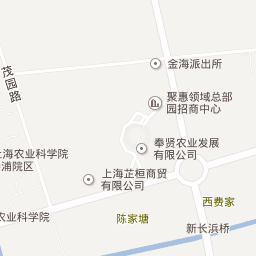 金海派出所
茂园路
聚惠领域总部
园招商中心
奉贤农业发展
有限公司
上海农业科学院
浦院区
上海芷桓商贸
有限公司
西费家
农业科学院
陈家塘
新长浜桥